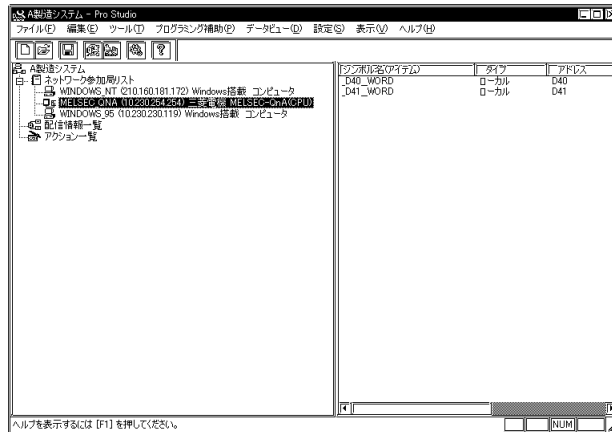 A製造システム - Pro Studio
ファイル(F) 編集(E) ツール(T) プログラミング補助(P) データビュー(D) 設定(S) 表示(V) ヘルプ(H)
A製造システム
ネットワーク参加局リスト
WINDOWS_NT (210.160.181.172) Windows搭載 コンピュータ
MELSEC_QNA (10.230.254.254) 三菱電機 MELSEC-QnA(CPU)
WINDOWS_95 (10.230.230.119) Windows搭載 コンピュータ
配信情報一覧
アクション一覧
シンボル名(アイテム) タイプ アドレス
_D40_WORD ローカル D40
_D41_WORD ローカル D41
ヘルプを表示するには [F1] を押してください。
NUM